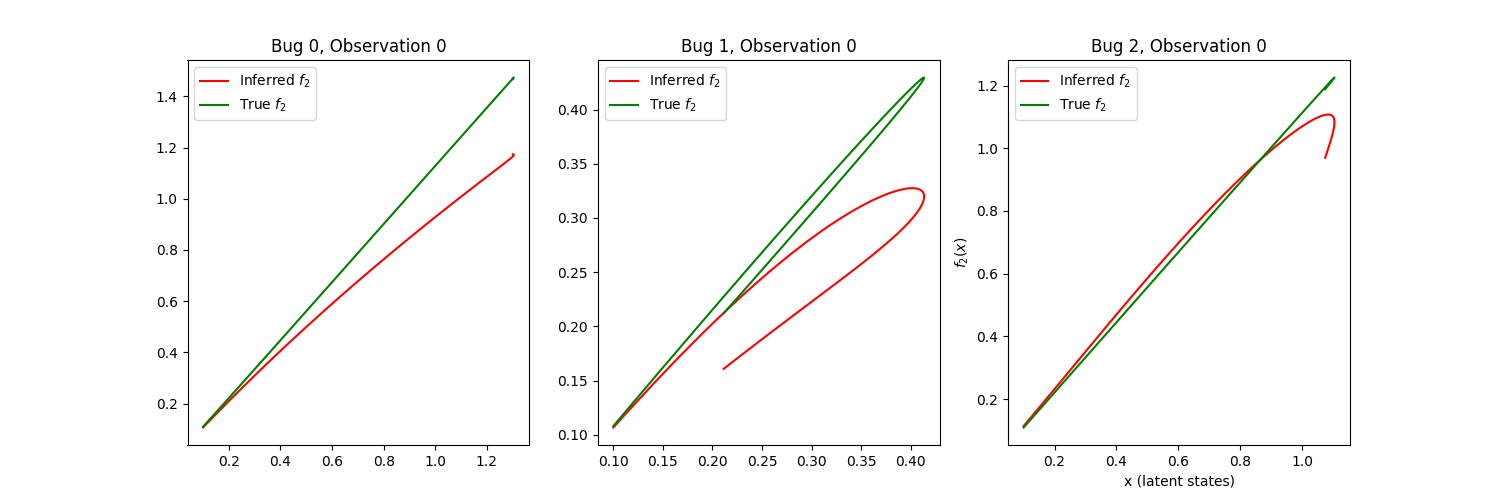 Bug 0, Observation 0
Inferred f₂
True f₂
1.4
1.2
1.0
0.8
0.6
0.4
0.2
0.2 0.4 0.6 0.8 1.0 1.2
Bug 1, Observation 0
Inferred f₂
True f₂
0.40
0.35
0.30
0.25
0.20
0.15
0.10
0.10 0.15 0.20 0.25 0.30 0.35 0.40
Bug 2, Observation 0
Inferred f₂
True f₂
f₂(x)
1.2
1.0
0.8
0.6
0.4
0.2
0.2 0.4 0.6 0.8 1.0
x (latent states)